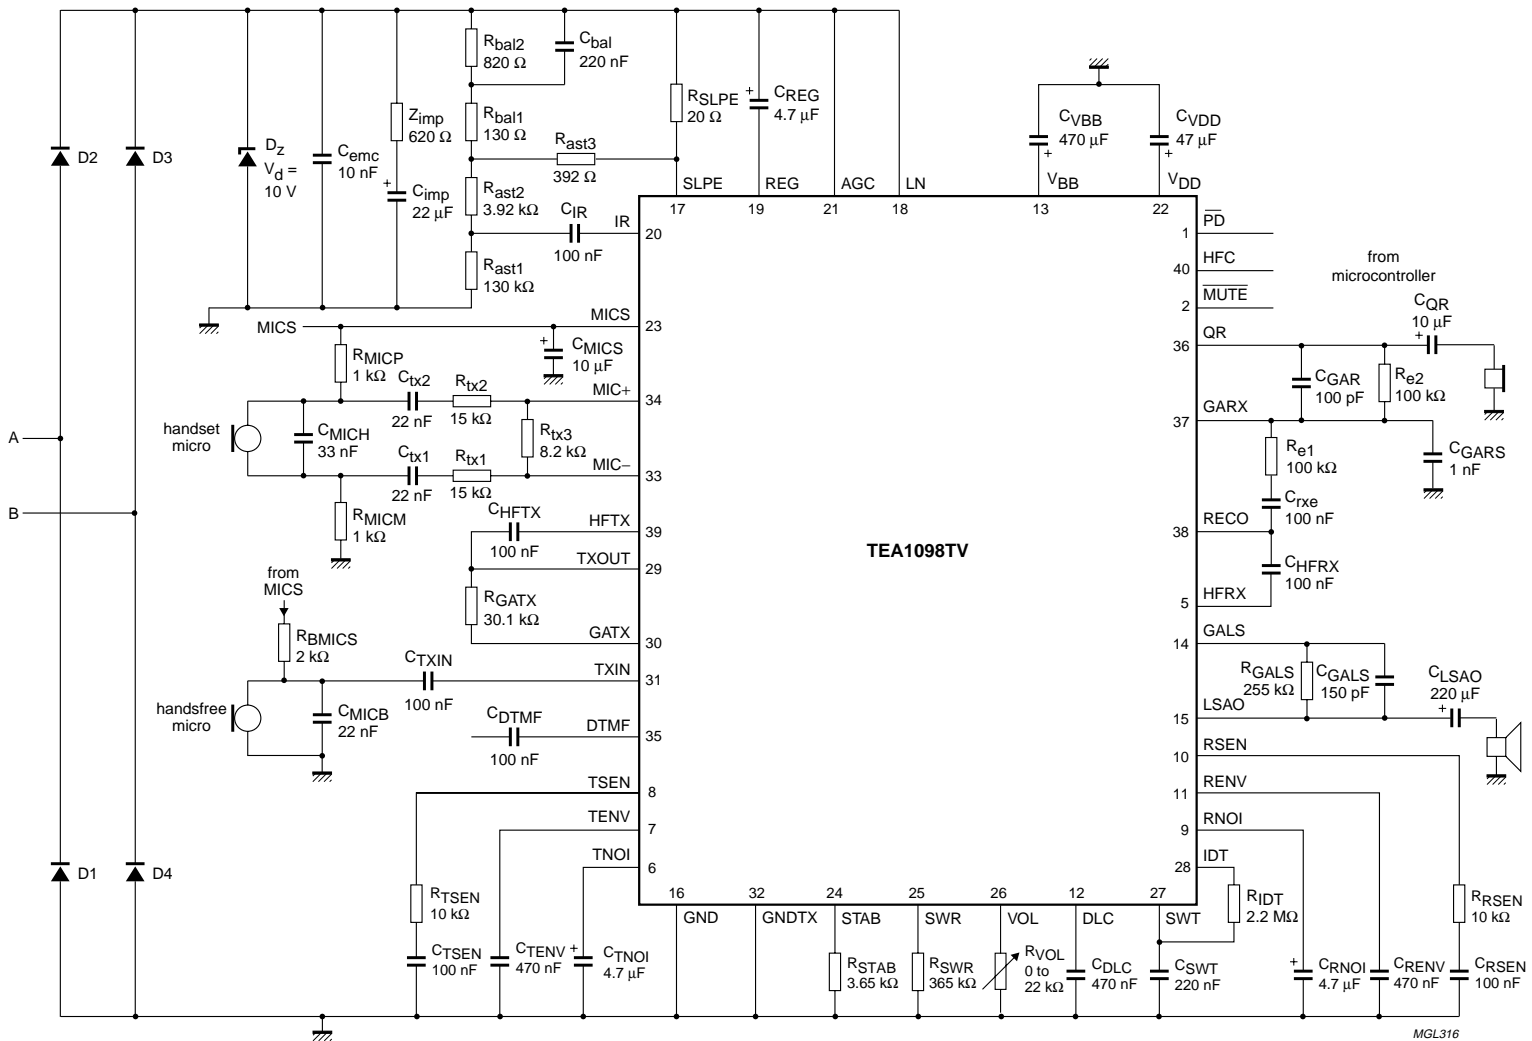 Rbal2
820 Ω
Cbal
220 nF
RSLPE
20 Ω
CREG
4.7 μF
+
CVBB
470 μF
+
CVDD
47 μF
+
Zimp
620 Ω
Rbal1
130 Ω
Rast3
392 Ω
D2
D3
Dz
Vd =
10 V
Cemc
10 nF
Cimp
22 μF
+
Rast2
3.92 kΩ
CIR
100 nF
SLPE
REG
AGC
LN
VBB
VDD
17
19
21
18
13
22
IR
20
1
PD
Rast1
130 kΩ
40
HFC
from
microcontroller
2
MUTE
MICS
MICS
23
CQR
10 μF
+
RMICP
1 kΩ
CMICS
10 μF
+
36
QR
CGAR
100 pF
Re2
100 kΩ
Ctx2
22 nF
Rtx2
15 kΩ
MIC+
34
handset
micro
CMICH
33 nF
Rtx3
8.2 kΩ
37
GARX
A
Ctx1
22 nF
Rtx1
15 kΩ
MIC−
33
Re1
100 kΩ
CGARS
1 nF
B
RMICM
1 kΩ
CHFTX
100 nF
HFTX
39
Crxe
100 nF
RECO
38
TEA1098TV
TXOUT
29
CHFRX
100 nF
from
MICS
RGATX
30.1 kΩ
HFRX
5
RBMICS
2 kΩ
GATX
30
GALS
14
CTXIN
100 nF
TXIN
31
RGALS
255 kΩ
CGALS
150 pF
CLSAO
220 μF
+
handsfree
micro
CMICB
22 nF
CDTMF
100 nF
DTMF
35
LSAO
15
RSEN
10
TSEN
8
RENV
11
TENV
7
RNOI
9
TNOI
6
IDT
28
D1
D4
RTSEN
10 kΩ
16
32
24
25
26
12
27
GND
GNDTX
STAB
SWR
VOL
DLC
SWT
RIDT
2.2 MΩ
RRSEN
10 kΩ
CTSEN
100 nF
CTENV
470 nF
CTNOI
4.7 μF
+
RSTAB
3.65 kΩ
RSWR
365 kΩ
RVOL
0 to
22 kΩ
CDLC
470 nF
CSWT
220 nF
CRNOI
4.7 μF
+
CRENV
470 nF
CRSEN
100 nF
MGL316